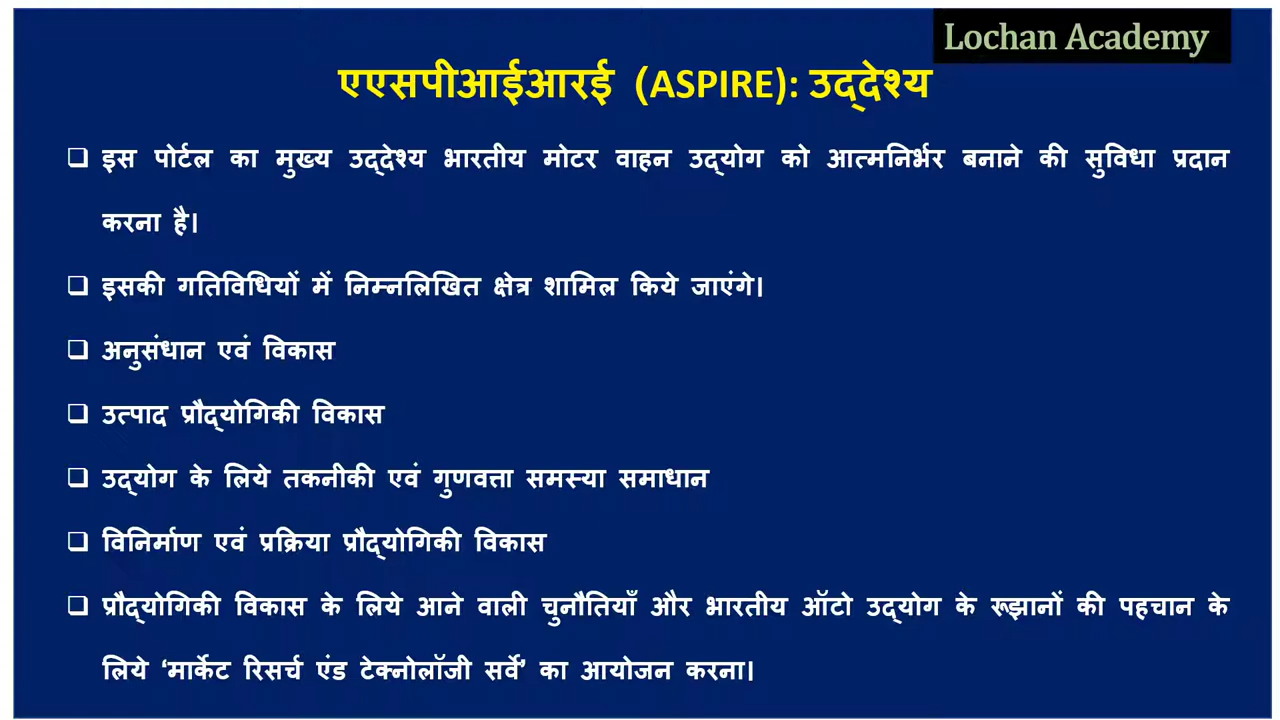 Lochan Academy
एएसपीआईआरई (ASPIRE): उद्देश्य
इस पोर्टल का मुख्य उद्देश्य भारतीय मोटर वाहन उद्योग को आत्मनिर्भर बनाने की सुविधा प्रदान
करना है।
इसकी गतिविधियों में निम्नलिखित क्षेत्र शामिल किये जाएंगे।
अनुसंधान एवं विकास
उत्पाद प्रौद्योगिकी विकास
उद्योग के लिये तकनीकी एवं गुणवत्ता समस्या समाधान
विनिर्माण एवं प्रक्रिया प्रौद्योगिकी विकास
प्रौद्योगिकी विकास के लिये आने वाली चुनौतियाँ और भारतीय ऑटो उद्योग के रूझानों की पहचान के
लिये ‘मार्केट रिसर्च एंड टेक्नोलॉजी सर्वे’ का आयोजन करना।